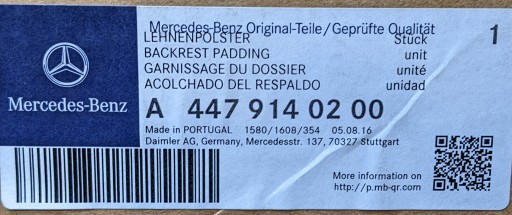 Mercedes-Benz Original-Teile/Geprüfte Qualität
LEHNENPOLSTER Stück 1
BACKREST PADDING unit
GARNISSAGE DU DOSSIER unité
ACOLCHADO DEL RESPALDO unidad
Mercedes-Benz
A 447 914 02 00
Made in PORTUGAL 1580/1608/354 05.08.16
Daimler AG, Germany, Mercedesstr. 137, 70327 Stuttgart
More information on
http://p.mb-qr.com/